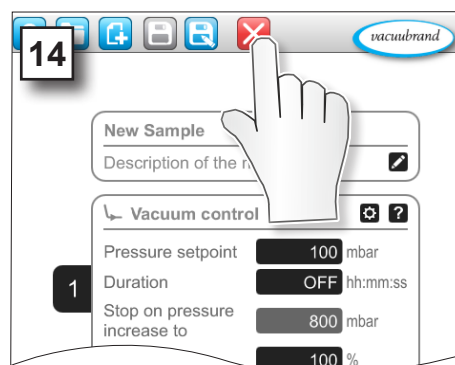 14
vacuubrand
New Sample
Description of the
Vacuum control
?
Pressure setpoint 100 mbar
1
Duration OFF hh:mm:ss
Stop on pressure
increase to 800 mbar
100 %